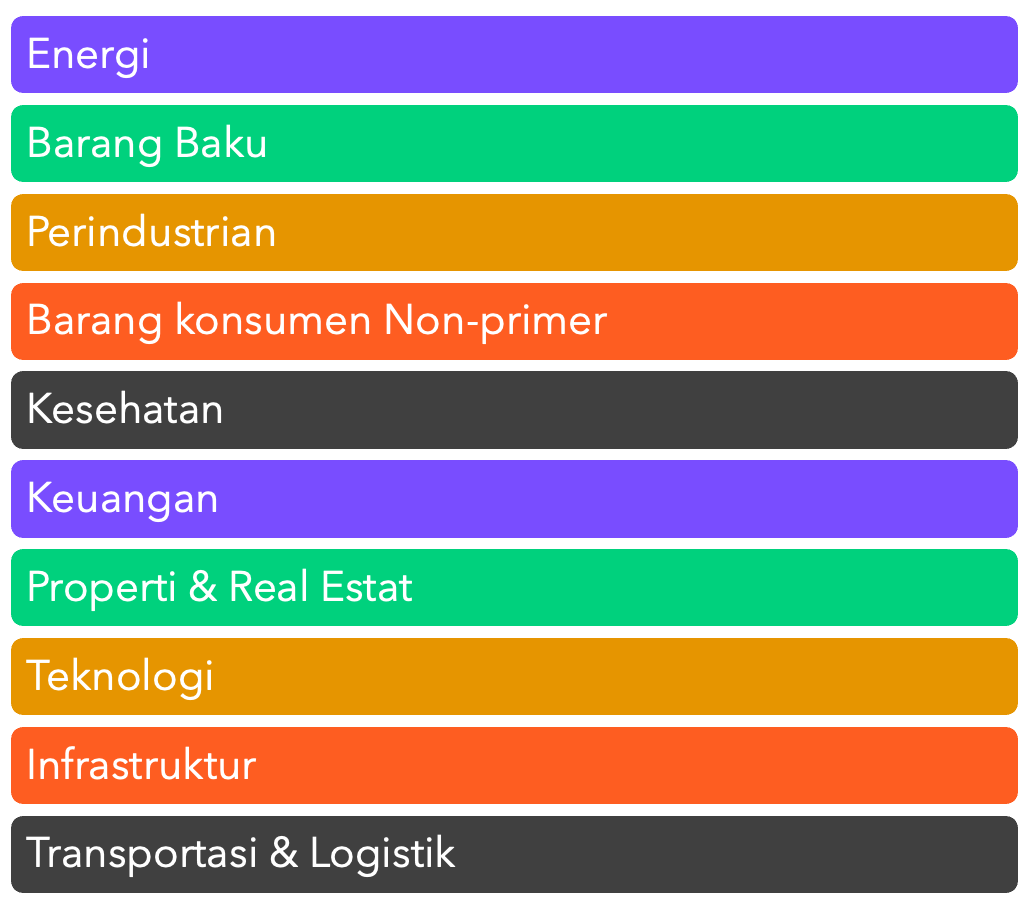 Energi
Barang Baku
Perindustrian
Barang konsumen Non-primer
Kesehatan
Keuangan
Properti & Real Estat
Teknologi
Infrastruktur
Transportasi & Logistik